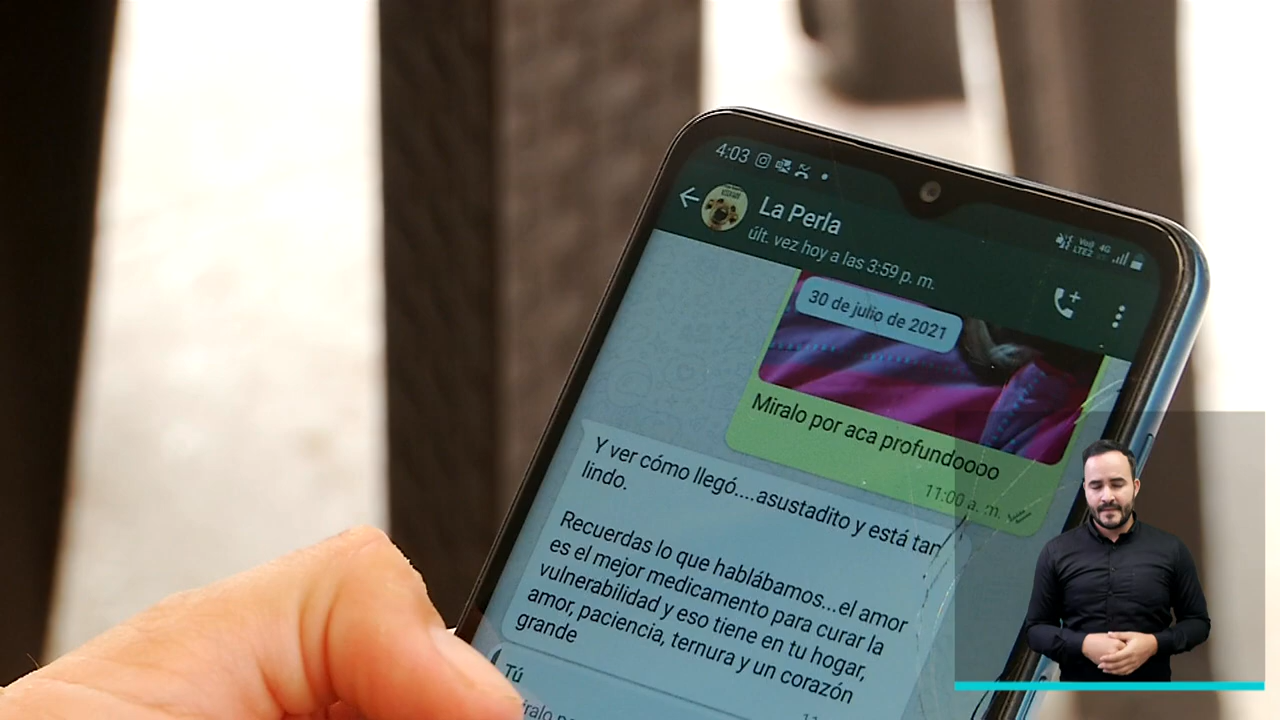 4:03
La Perla
últ. vez hoy a las 3:59 p. m.
30 de julio de 2021
Miralo por aca profundoooo
11:00 a. m.
Y ver cómo llegó....asustadito y está tan
lindo.
Recuerdas lo que hablábamos...el amor
es el mejor medicamento para curar la
vulnerabilidad y eso tiene en tu hogar,
amor, paciencia, ternura y un corazón
grande
Tú